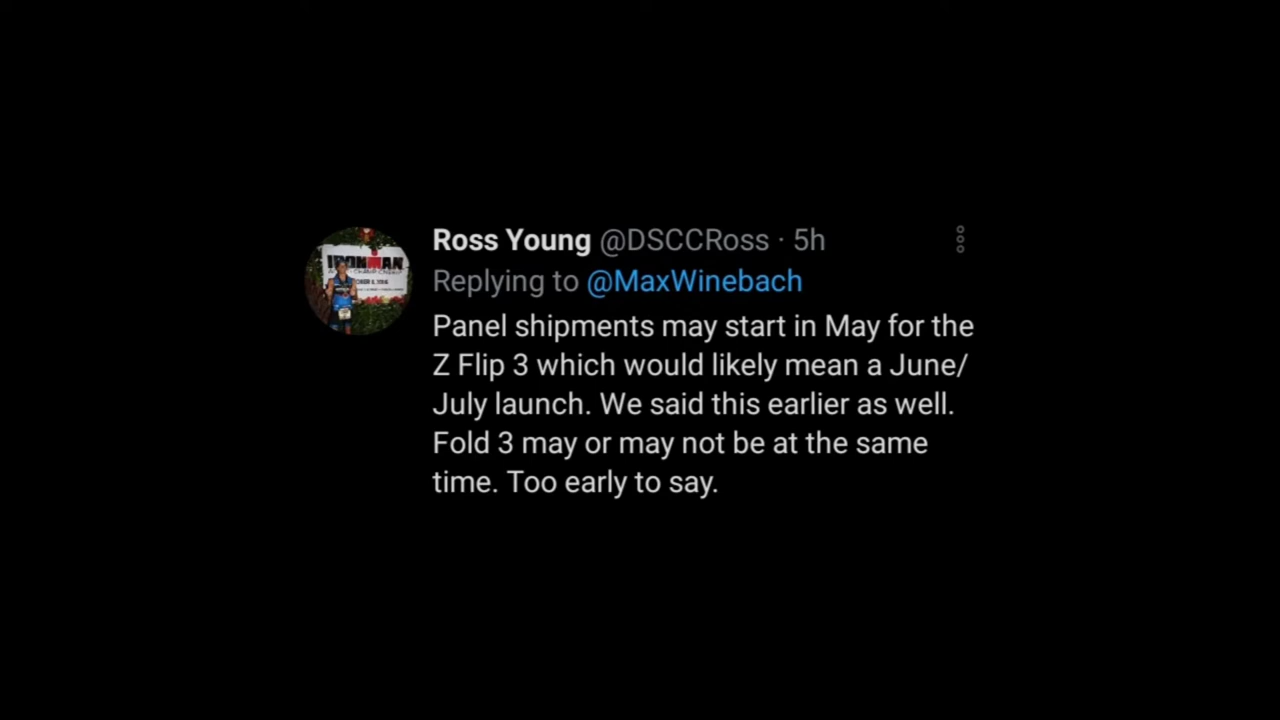 IRONMAN
Ross Young @DSCCRoss · 5h
Replying to @MaxWinebach
Panel shipments may start in May for the
Z Flip 3 which would likely mean a June/
July launch. We said this earlier as well.
Fold 3 may or may not be at the same
time. Too early to say.